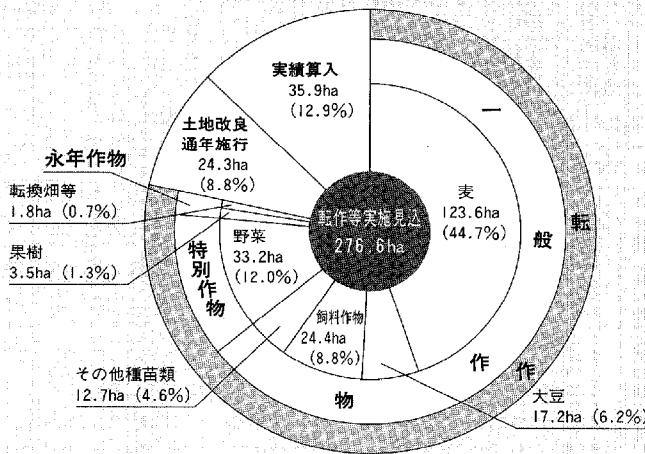 実績算入
35.9ha
(12.9%)
土地改良
通年施行
24.3ha
(8.8%)
永年作物
転換畑等
1.8ha (0.7%)
果樹
3.5ha (1.3%)
特別作物
野菜
33.2ha
(12.0%)
転作等実施見込
276.6ha
麦
123.6ha
(44.7%)
一般作物
転作
飼料作物
24.4ha
(8.8%)
その他種苗類
12.7ha (4.6%)
大豆
17.2ha (6.2%)